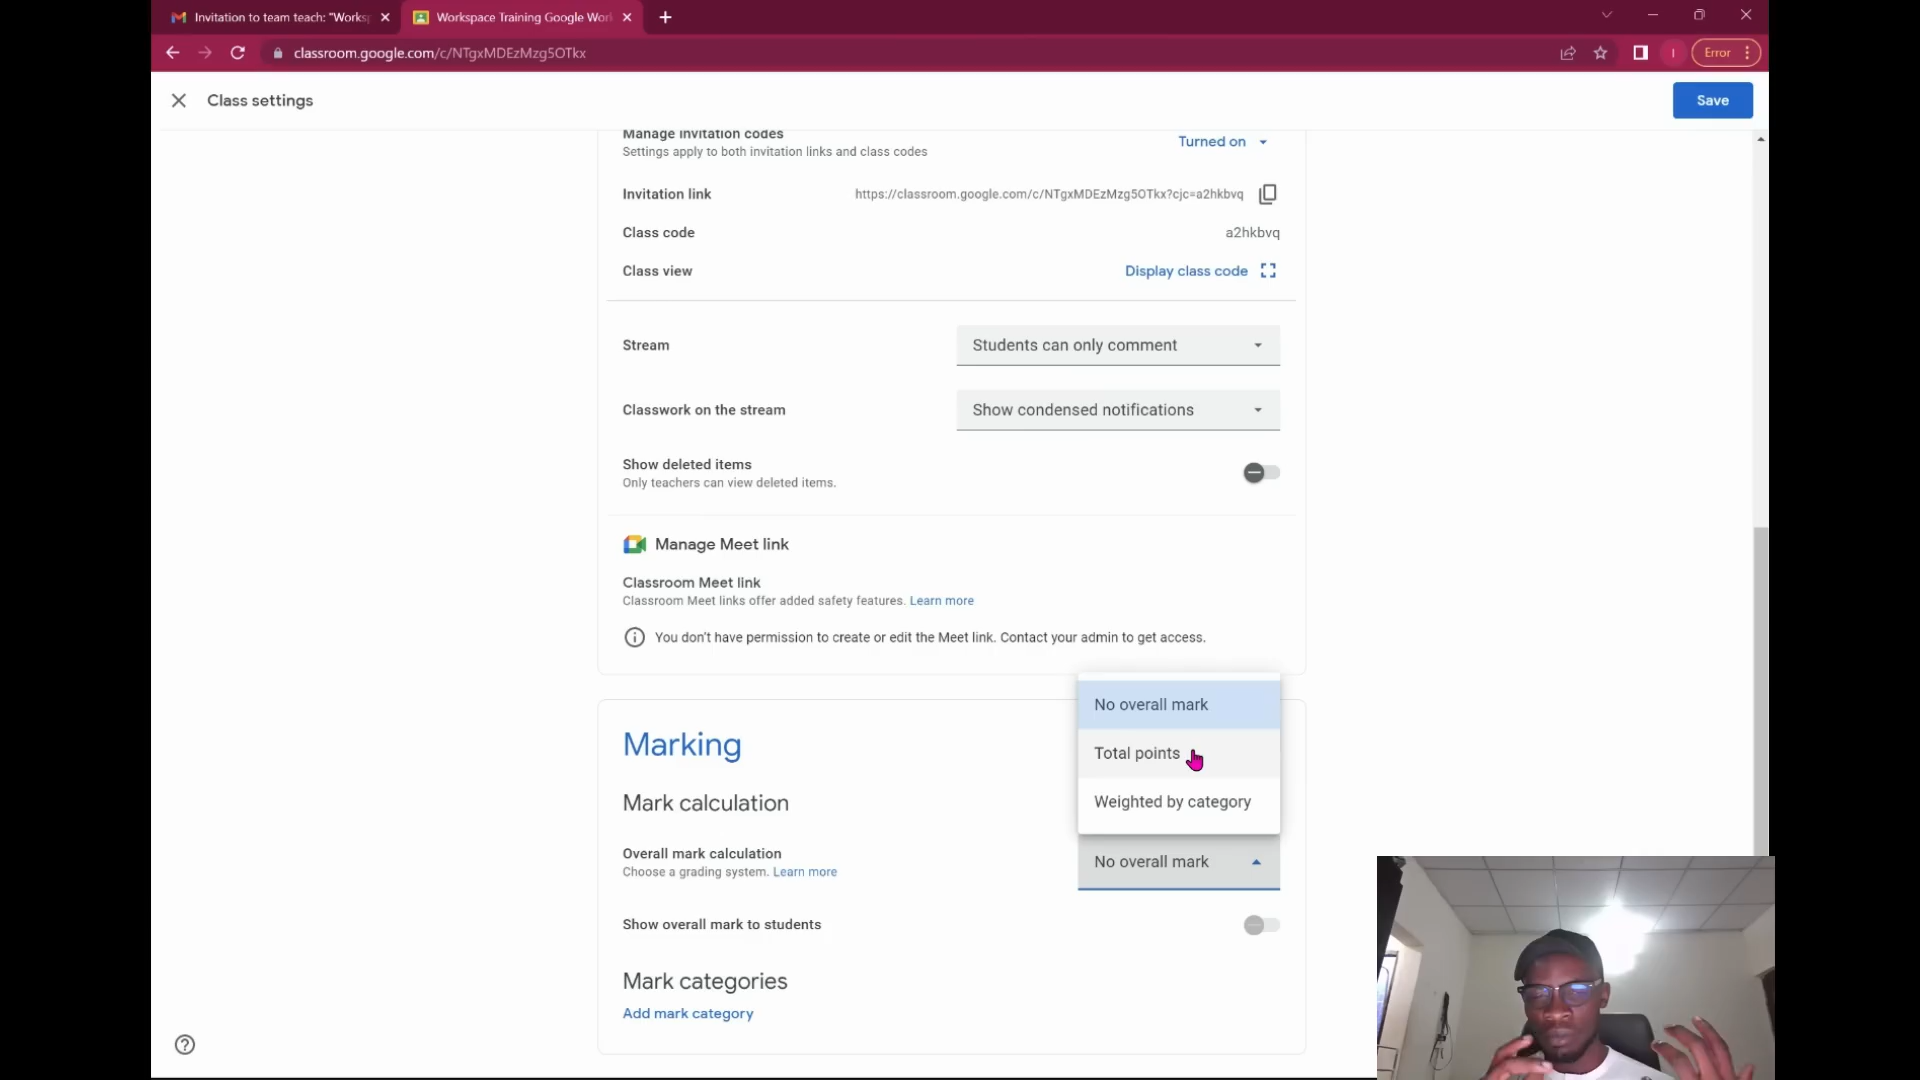 Invitation to team teach: "Works
Workspace Training Google Wor
classroom.google.com/c/NTgxMDEzMzg5OTkx
I
Error
Class settings
Save
Manage invitation codes
Turned on
Settings apply to both invitation links and class codes
Invitation link
https://classroom.google.com/c/NTgxMDEzMzg5OTkx?cjc=a2hkbvq
Class code
a2hkbvq
Class view
Display class code
Stream
Students can only comment
Classwork on the stream
Show condensed notifications
Show deleted items
Only teachers can view deleted items.
Manage Meet link
Classroom Meet link
Classroom Meet links offer added safety features. Learn more
You don't have permission to create or edit the Meet link. Contact your admin to get access.
No overall mark
Marking
Total points
Mark calculation
Weighted by category
Overall mark calculation
Choose a grading system. Learn more
No overall mark
Show overall mark to students
Mark categories
Add mark category